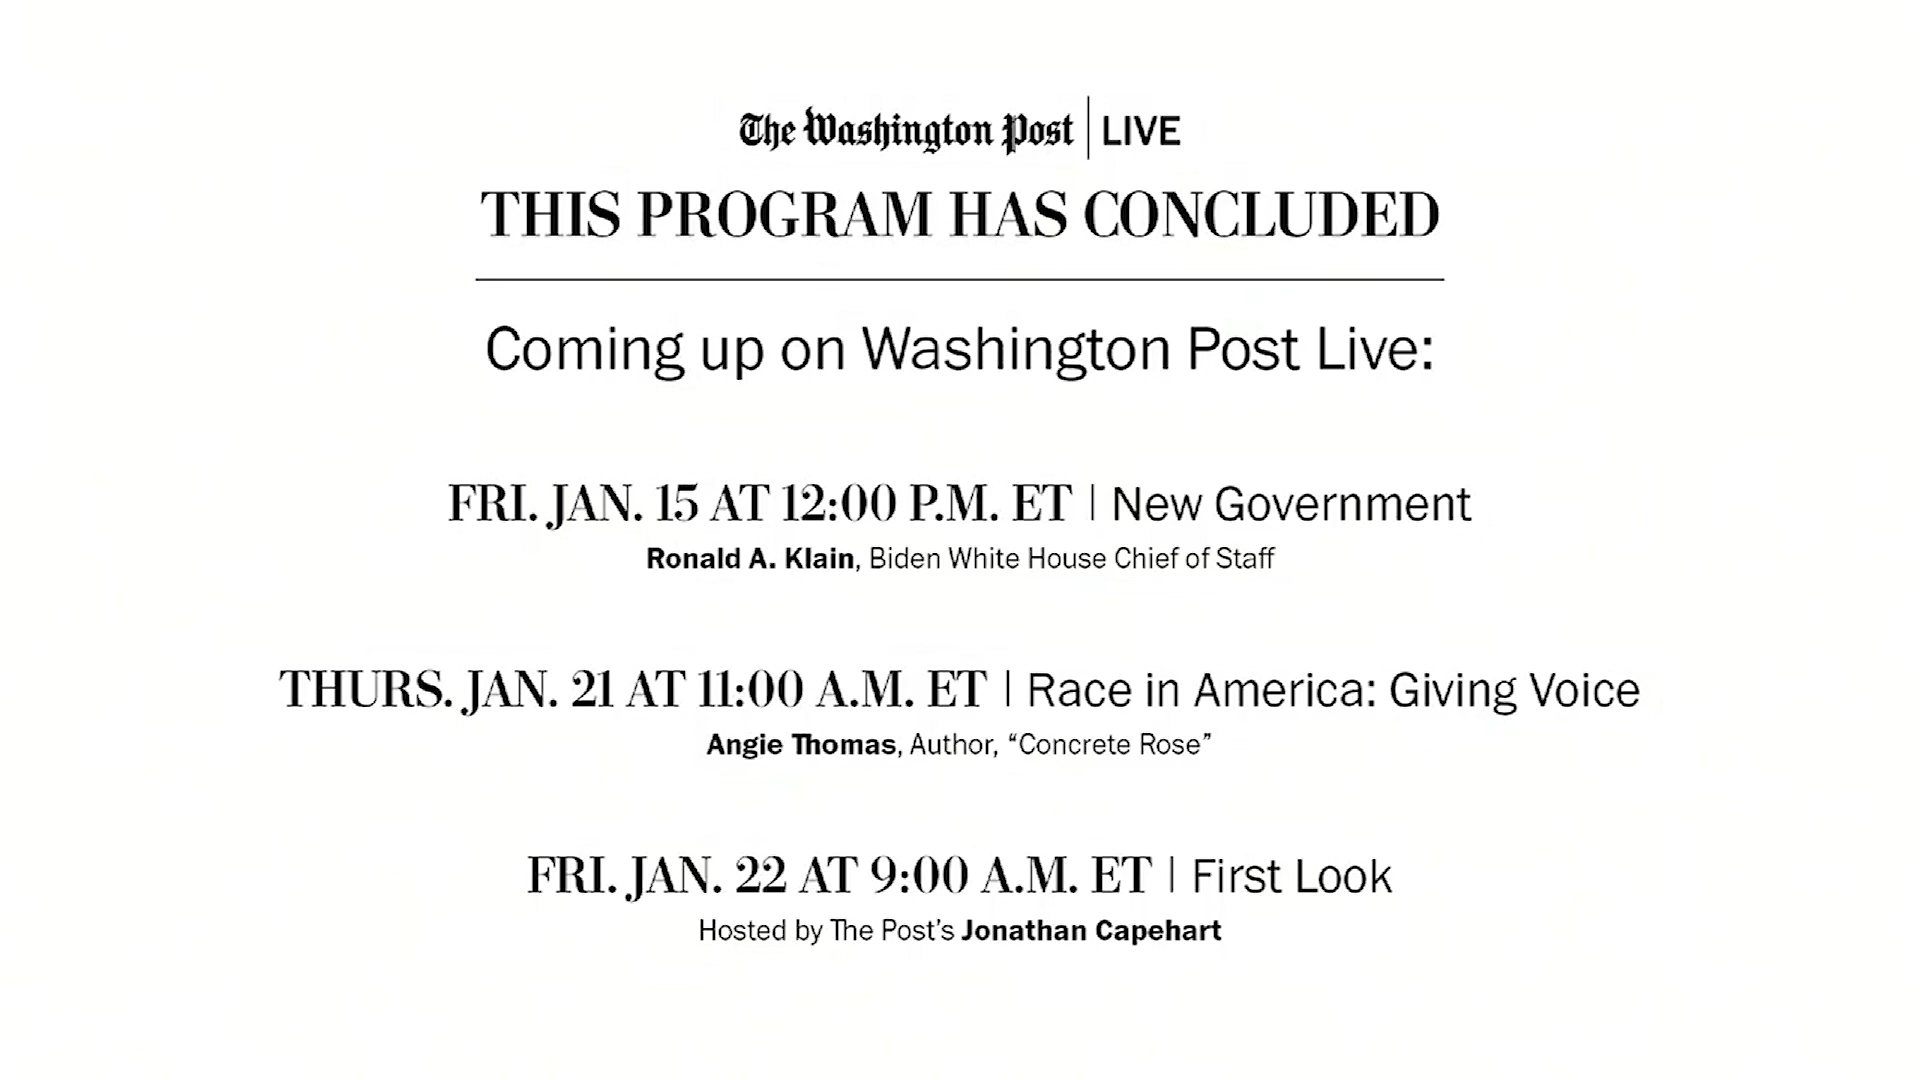 The Washington Post | LIVE
THIS PROGRAM HAS CONCLUDED
Coming up on Washington Post Live:
FRI. JAN. 15 AT 12:00 P.M. ET | New Government
Ronald A. Klain, Biden White House Chief of Staff
THURS. JAN. 21 AT 11:00 A.M. ET | Race in America: Giving Voice
Angie Thomas, Author, “Concrete Rose”
FRI. JAN. 22 AT 9:00 A.M. ET | First Look
Hosted by The Post’s Jonathan Capehart